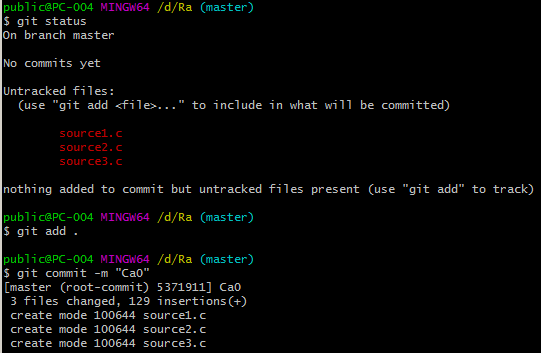 public@PC-004 MINGW64 /d/Ra (master)
$ git status
On branch master
No commits yet
Untracked files:
(use "git add <file>..." to include in what will be committed)
source1.c
source2.c
source3.c
nothing added to commit but untracked files present (use "git add" to track)
public@PC-004 MINGW64 /d/Ra (master)
$ git add .
public@PC-004 MINGW64 /d/Ra (master)
$ git commit -m "Ca0"
[master (root-commit) 5371911] Ca0
3 files changed, 129 insertions(+)
create mode 100644 source1.c
create mode 100644 source2.c
create mode 100644 source3.c